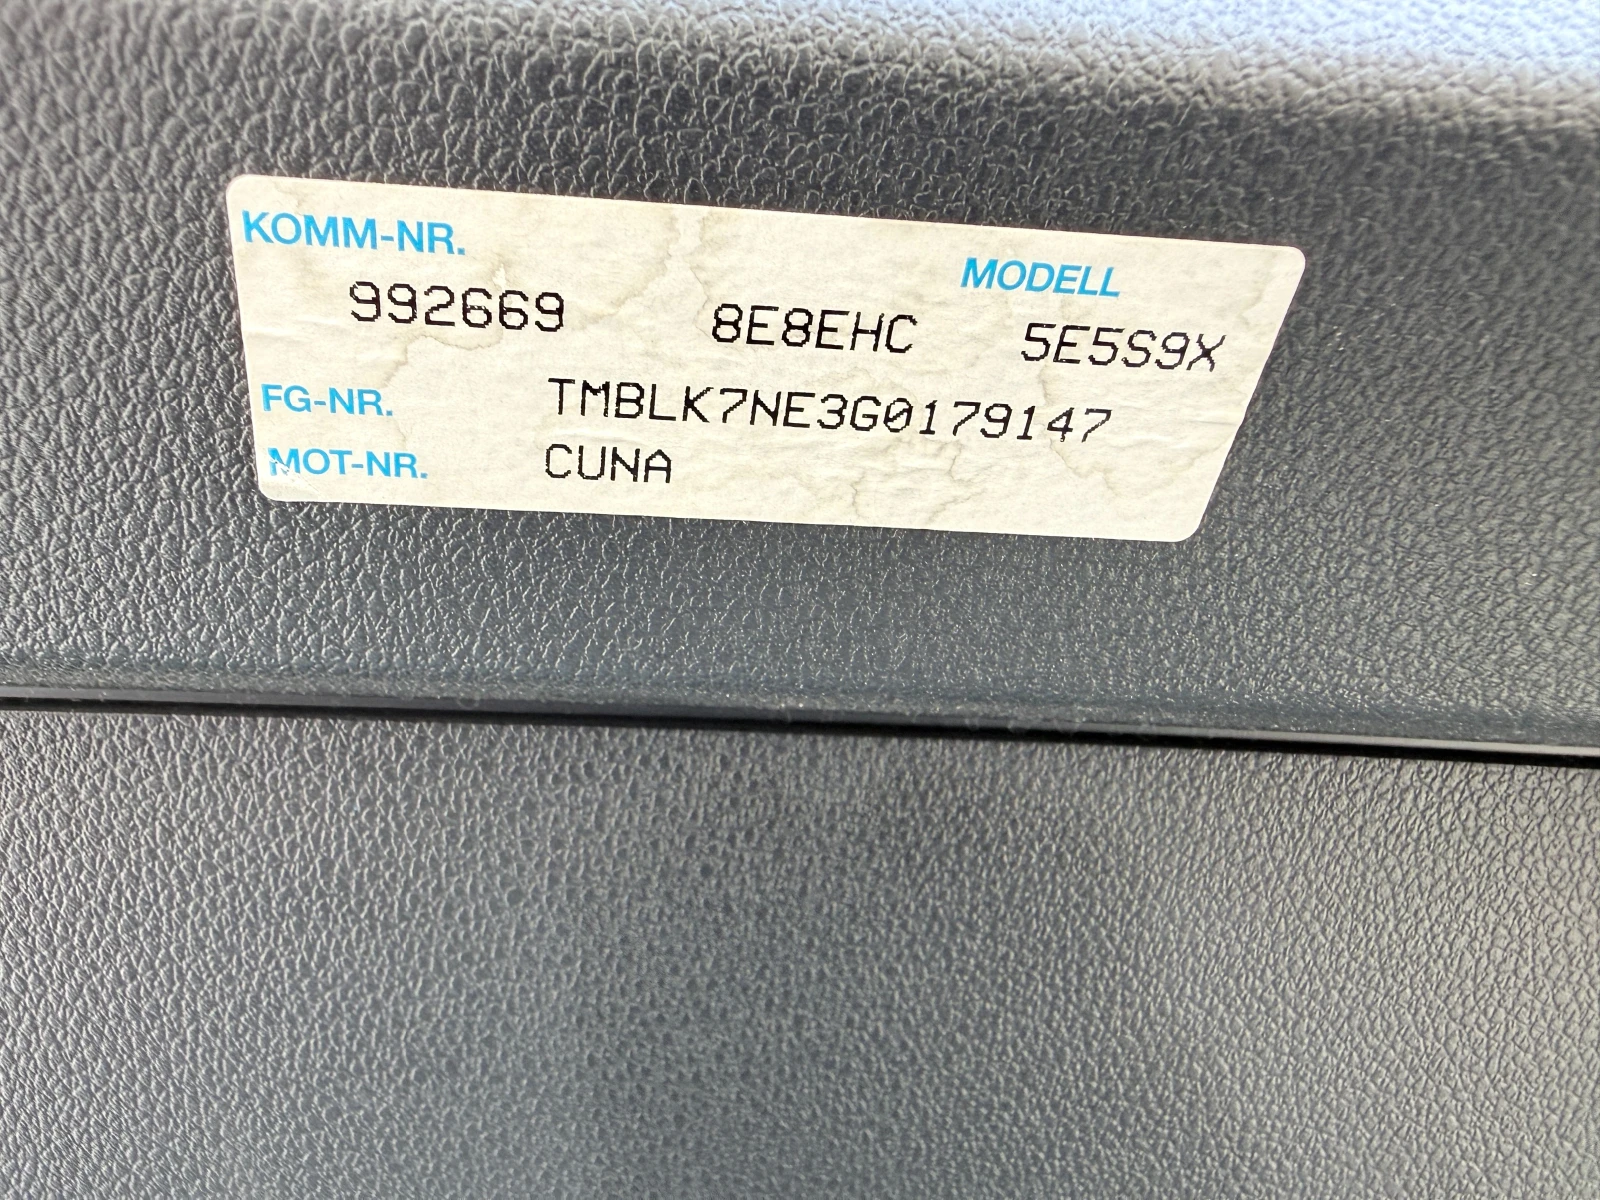 KOMM-NR.
MODELL
992669 8E8EHC 5E5S9X
FG-NR. TMBLK7NE3G0179147
MOT-NR. CUNA